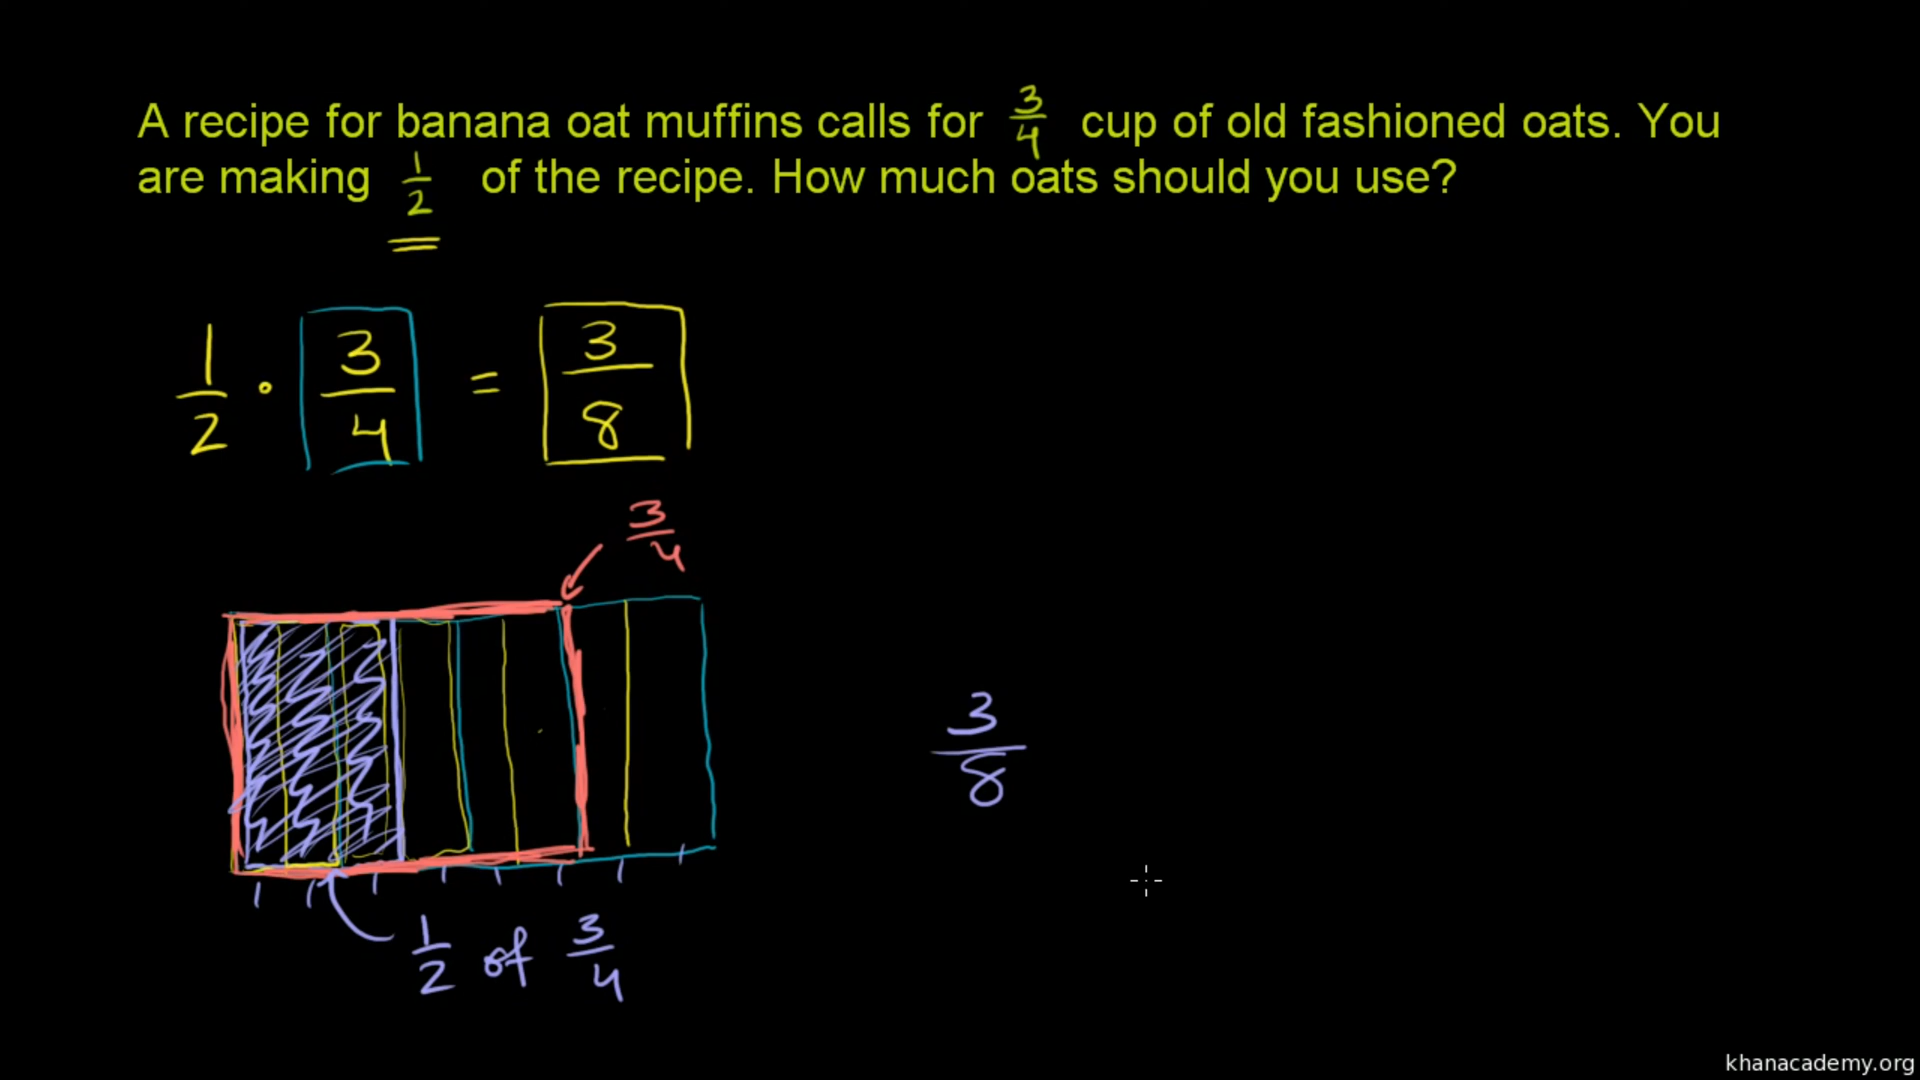 A recipe for banana oat muffins calls for 3/4 cup of old fashioned oats. You
are making 1/2 of the recipe. How much oats should you use?
1/2 · 3/4 = 3/8
3/4
3/8
1/2 of 3/4
khanacademy.org